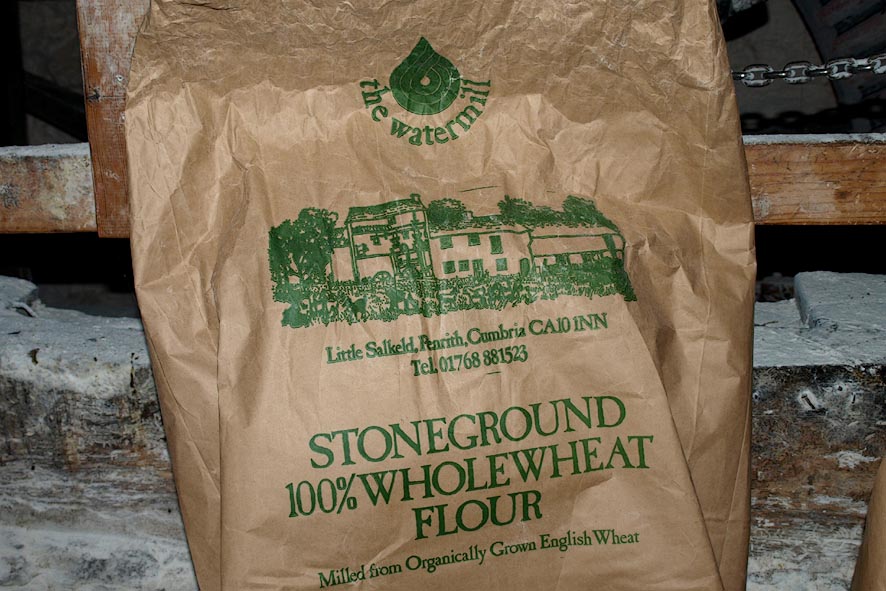 the watermill
Little Salkeld, Penrith, Cumbria CA10 1NN
Tel. 01768 881523
STONEGROUND
100% WHOLEWHEAT
FLOUR
Milled from Organically Grown English Wheat